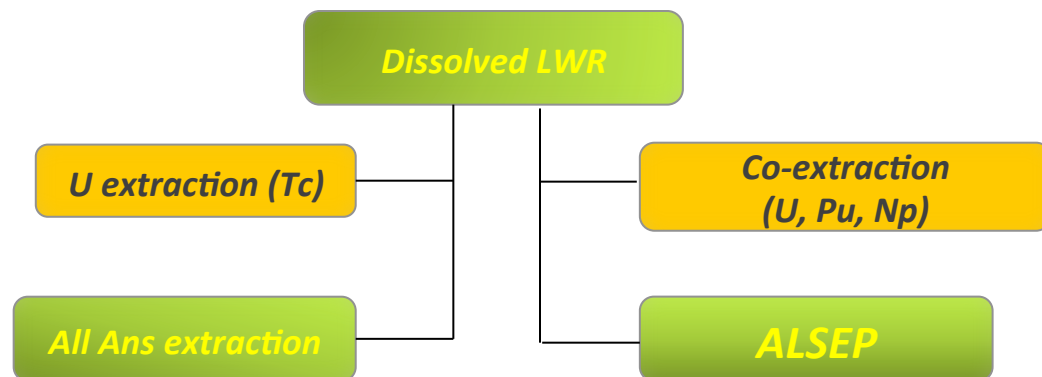 Dissolved LWR
U extraction (Tc)
Co-extraction
(U, Pu, Np)
All Ans extraction
ALSEP